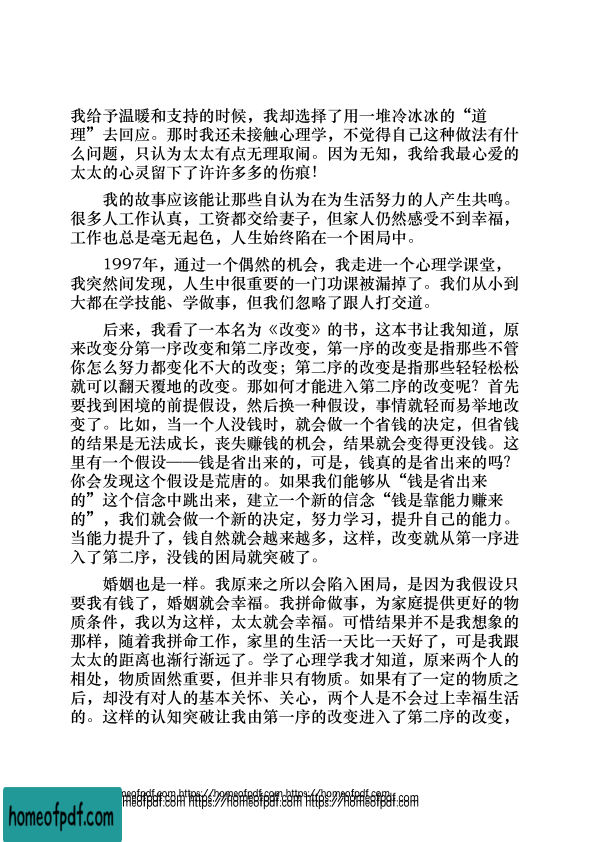 我给予温暖和支持的时候，我却选择了用一堆冷冰冰的“道
理”去回应。那时我还未接触心理学，不觉得自己这种做法有什
么问题，只认为太太有点无理取闹。因为无知，我给我最心爱的
太太的心灵留下了许许多多的伤痕！
我的故事应该能让那些自认为在为生活努力的人产生共鸣。
很多人工作认真，工资都交给妻子，但家人仍然感受不到幸福，
工作也总是毫无起色，人生始终陷在一个困局中。
1997年，通过一个偶然的机会，我走进一个心理学课堂，
我突然间发现，人生中很重要的一门功课被漏掉了。我们从小到
大都在学技能、学做事，但我们忽略了跟人打交道。
后来，我看了一本名为《改变》的书，这本书让我知道，原
来改变分第一序改变和第二序改变，第一序的改变是指那些不管
你怎么努力都变化不大的改变；第二序的改变是指那些轻轻松松
就可以翻天覆地的改变。那如何才能进入第二序的改变呢？首先
要找到困境的前提假设，然后换一种假设，事情就轻而易举地改
变了。比如，当一个人没钱时，就会做一个省钱的决定，但省钱
的结果是无法成长，丧失赚钱的机会，结果就会变得更没钱。这
里有一个假设——钱是省出来的，可是，钱真的是省出来的吗？
你会发现这个假设是荒唐的。如果我们能够从“钱是省出来
的”这个信念中跳出来，建立一个新的信念“钱是靠能力赚来
的”，我们就会做一个新的决定，努力学习，提升自己的能力。
当能力提升了，钱自然就会越来越多，这样，改变就从第一序进
入了第二序，没钱的困局就突破了。
婚姻也是一样。我原来之所以会陷入困局，是因为我假设只
要我有钱了，婚姻就会幸福。我拼命做事，为家庭提供更好的物
质条件，我以为这样，太太就会幸福。可惜结果并不是我想象的
那样，随着我拼命工作，家里的生活一天比一天好了，可是我跟
太太的距离也渐行渐远了。学了心理学我才知道，原来两个人的
相处，物质固然重要，但并非只有物质。如果有了一定的物质之
后，却没有对人的基本关怀、关心，两个人是不会过上幸福生活
的。这样的认知突破让我由第一序的改变进入了第二序的改变，
homeofpdf.com https://homeofpdf.com https://homeofpdf.com
homeofpdf.com https://homeofpdf.com https://homeofpdf.com
homeofpdf.com